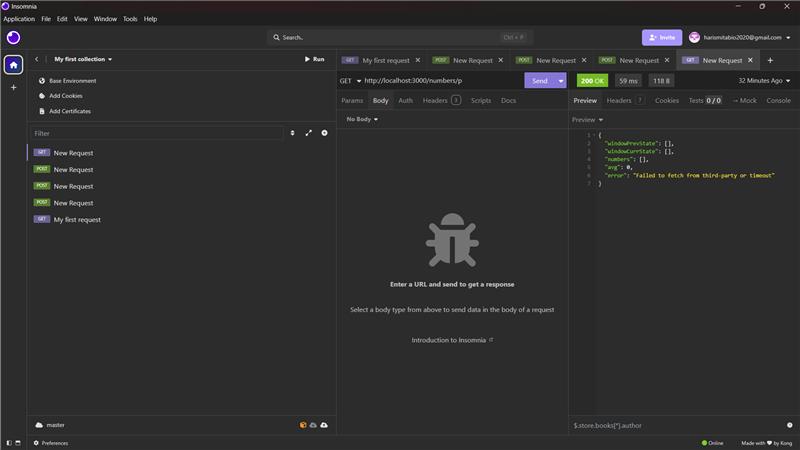 Insomnia
Application File Edit View Window Tools Help
Search.. Ctrl + P
Invite
harismitabio2020@gmail.com
My first collection
Run
Base Environment
Add Cookies
Add Certificates
Filter
GET New Request
POST New Request
POST New Request
POST New Request
GET My first request
master
GET My first request
POST New Request
POST New Request
POST New Request
GET New Request
GET http://localhost:3000/numbers/p
Send
Params Body Auth Headers 3 Scripts Docs
No Body
Enter a URL and send to get a response
Select a body type from above to send data in the body of a request
Introduction to Insomnia
200 OK 59 ms 118 B 32 Minutes Ago
Preview Headers 7 Cookies Tests 0 / 0 → Mock Console
Preview
1 {
2 "windowPrevState": [],
3 "windowCurrState": [],
4 "numbers": [],
5 "avg": 0,
6 "error": "Failed to fetch from third-party or timeout"
7 }
$.store.books[*].author
Preferences
Online
Made with ♥ by Kong